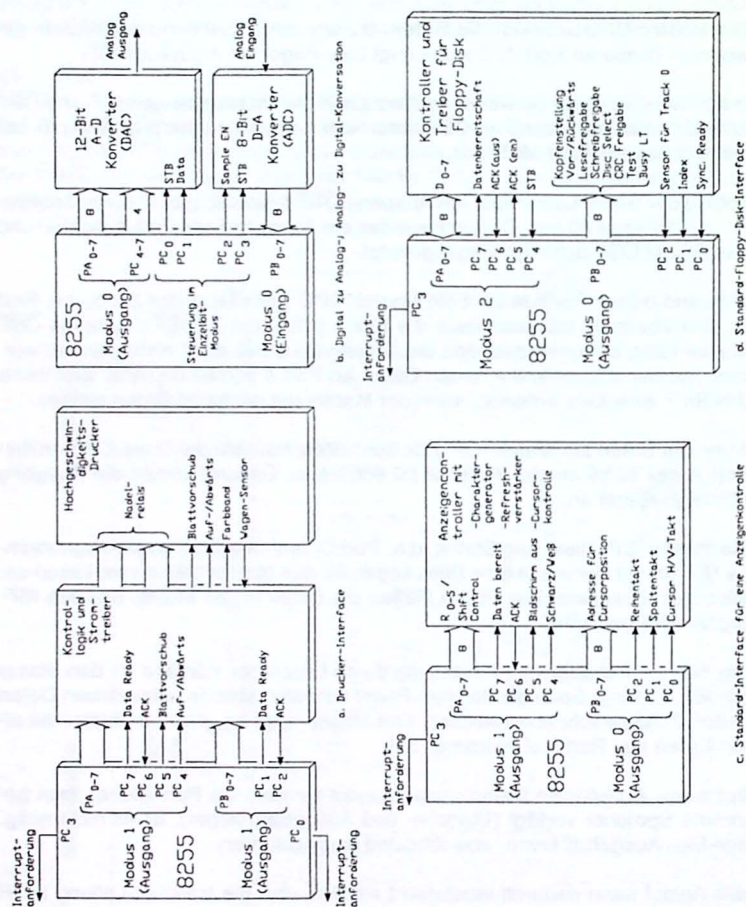 Interrupt-
anforderung
PC3
PA0-7
Modus 1
(Ausgang)
PC7
PC6
PC5
PC4
8255
PB0-7
Modus 1
(Ausgang)
PC1
PC2
PC0
Interrupt-
anforderung
Data Ready
ACK
Blattvorschub
Auf-/Abwärts
Data Ready
ACK
Kontrol-
logik und
Strom-
treiber
Hochgeschwin-
digkeits-
Drucker
Nadel-
relais
Blattvorschub
Auf-/Abwärts
Farbband
Wagen-Sensor
a. Drucker-Interface
8255
Modus 0
(Ausgang)
PA0-7
PC4-7
PC0
PC1
Steuerung im
Einzelbit-
Modus
PC2
PC3
Modus 0
(Eingang)
PB0-7
8
4
STB
Data
12-Bit
A-D
Konverter
(DAC)
Analog
Ausgang
Sample EN
STB
8
8-Bit
D-A
Konverter
(ADC)
Analog
Eingang
b. Digital zu Analog-/Analog- zu Digital-Konversation
Interrupt-
anforderung
PC3
PA0-7
Modus 1
(Ausgang)
PC7
PC6
PC5
PC4
8255
PB0-7
Modus 0
(Ausgang)
PC2
PC1
8
R0-5
Shift
Control
Daten bereit
ACK
Bildschirm aus
Schwarz/Weiß
8
Adresse für
Cursorposition
Reihentakt
Spaltentakt
Cursor H/V-Takt
Anzeigencon
troller mit
-Charakter-
generator
-Refresh-
verstärker
-Cursor-
kontrolle
c. Standard-Interface für eine Anzeigenkontrolle
Interrupt-
anforderung
PC3
PA0-7
Modus 2
PC7
PC6
PC5
PC4
8255
Modus 0
(Ausgang)
PB0-7
PC2
PC1
PC0
8
D0-7
Datenbereitschaft
ACK (aus)
ACK (ein)
STB
Kontroller und
Treiber für
Floppy-Disk
8
Kopfeinstellung
Vor-/Rückwärts
Lesefreigabe
Schreibfreigabe
Disc Select
CRC Freigabe
Test
Busy L
Sensor für Track 0
Index
Sync. Ready
d. Standard-Floppy-Disk-Interface